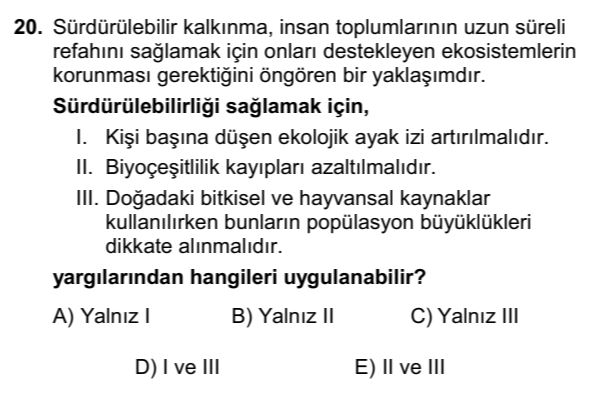 20. Sürdürülebilir kalkınma, insan toplumlarının uzun süreli
refahını sağlamak için onları destekleyen ekosistemlerin
korunması gerektiğini öngören bir yaklaşımdır.
Sürdürülebilirliği sağlamak için,
I. Kişi başına düşen ekolojik ayak izi artırılmalıdır.
II. Biyoçeşitlilik kayıpları azaltılmalıdır.
III. Doğadaki bitkisel ve hayvansal kaynaklar
kullanılırken bunların popülasyon büyüklükleri
dikkate alınmalıdır.
yargılarından hangileri uygulanabilir?
A) Yalnız I B) Yalnız II C) Yalnız III
D) I ve III E) II ve III